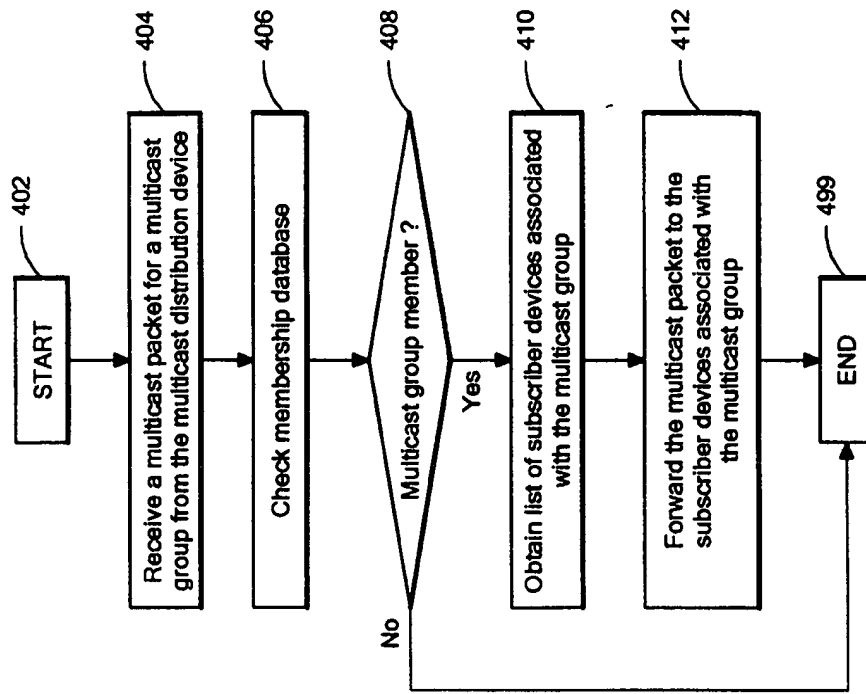 START
402
Receive a multicast packet for a multicast
group from the multicast distribution device
404
Check membership database
406
Multicast group member ?
408
No
Yes
Obtain list of subscriber devices associated
with the multicast group
410
Forward the multicast packet to the
subscriber devices associated with
the multicast group
412
END
499